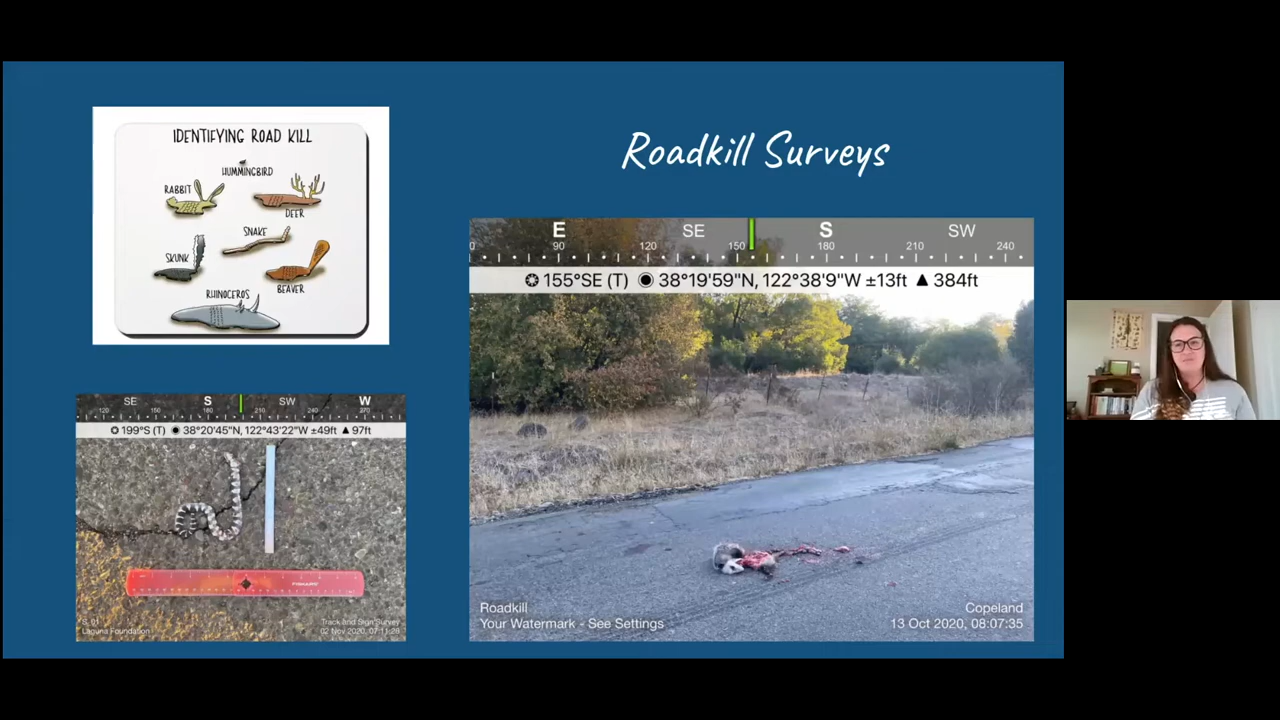 IDENTIFYING ROAD KILL
HUMMINGBIRD
RABBIT
DEER
SNAKE
SKUNK
BEAVER
RHINOCEROS
Roadkill Surveys
E SE S SW
0 90 120 150 180 210 240
155°SE (T) 38°19'59"N, 122°38'9"W ±13ft ▲ 384ft
Roadkill
Your Watermark - See Settings
Copeland
13 Oct 2020, 08:07:35
SE S SW W
120 150 180 210 240 270
199°S (T) 38°20'45"N, 122°43'22"W ±49ft ▲ 97ft
Laguna Foundation
Track and Sign Survey
02 Nov 2020, 07:11:29